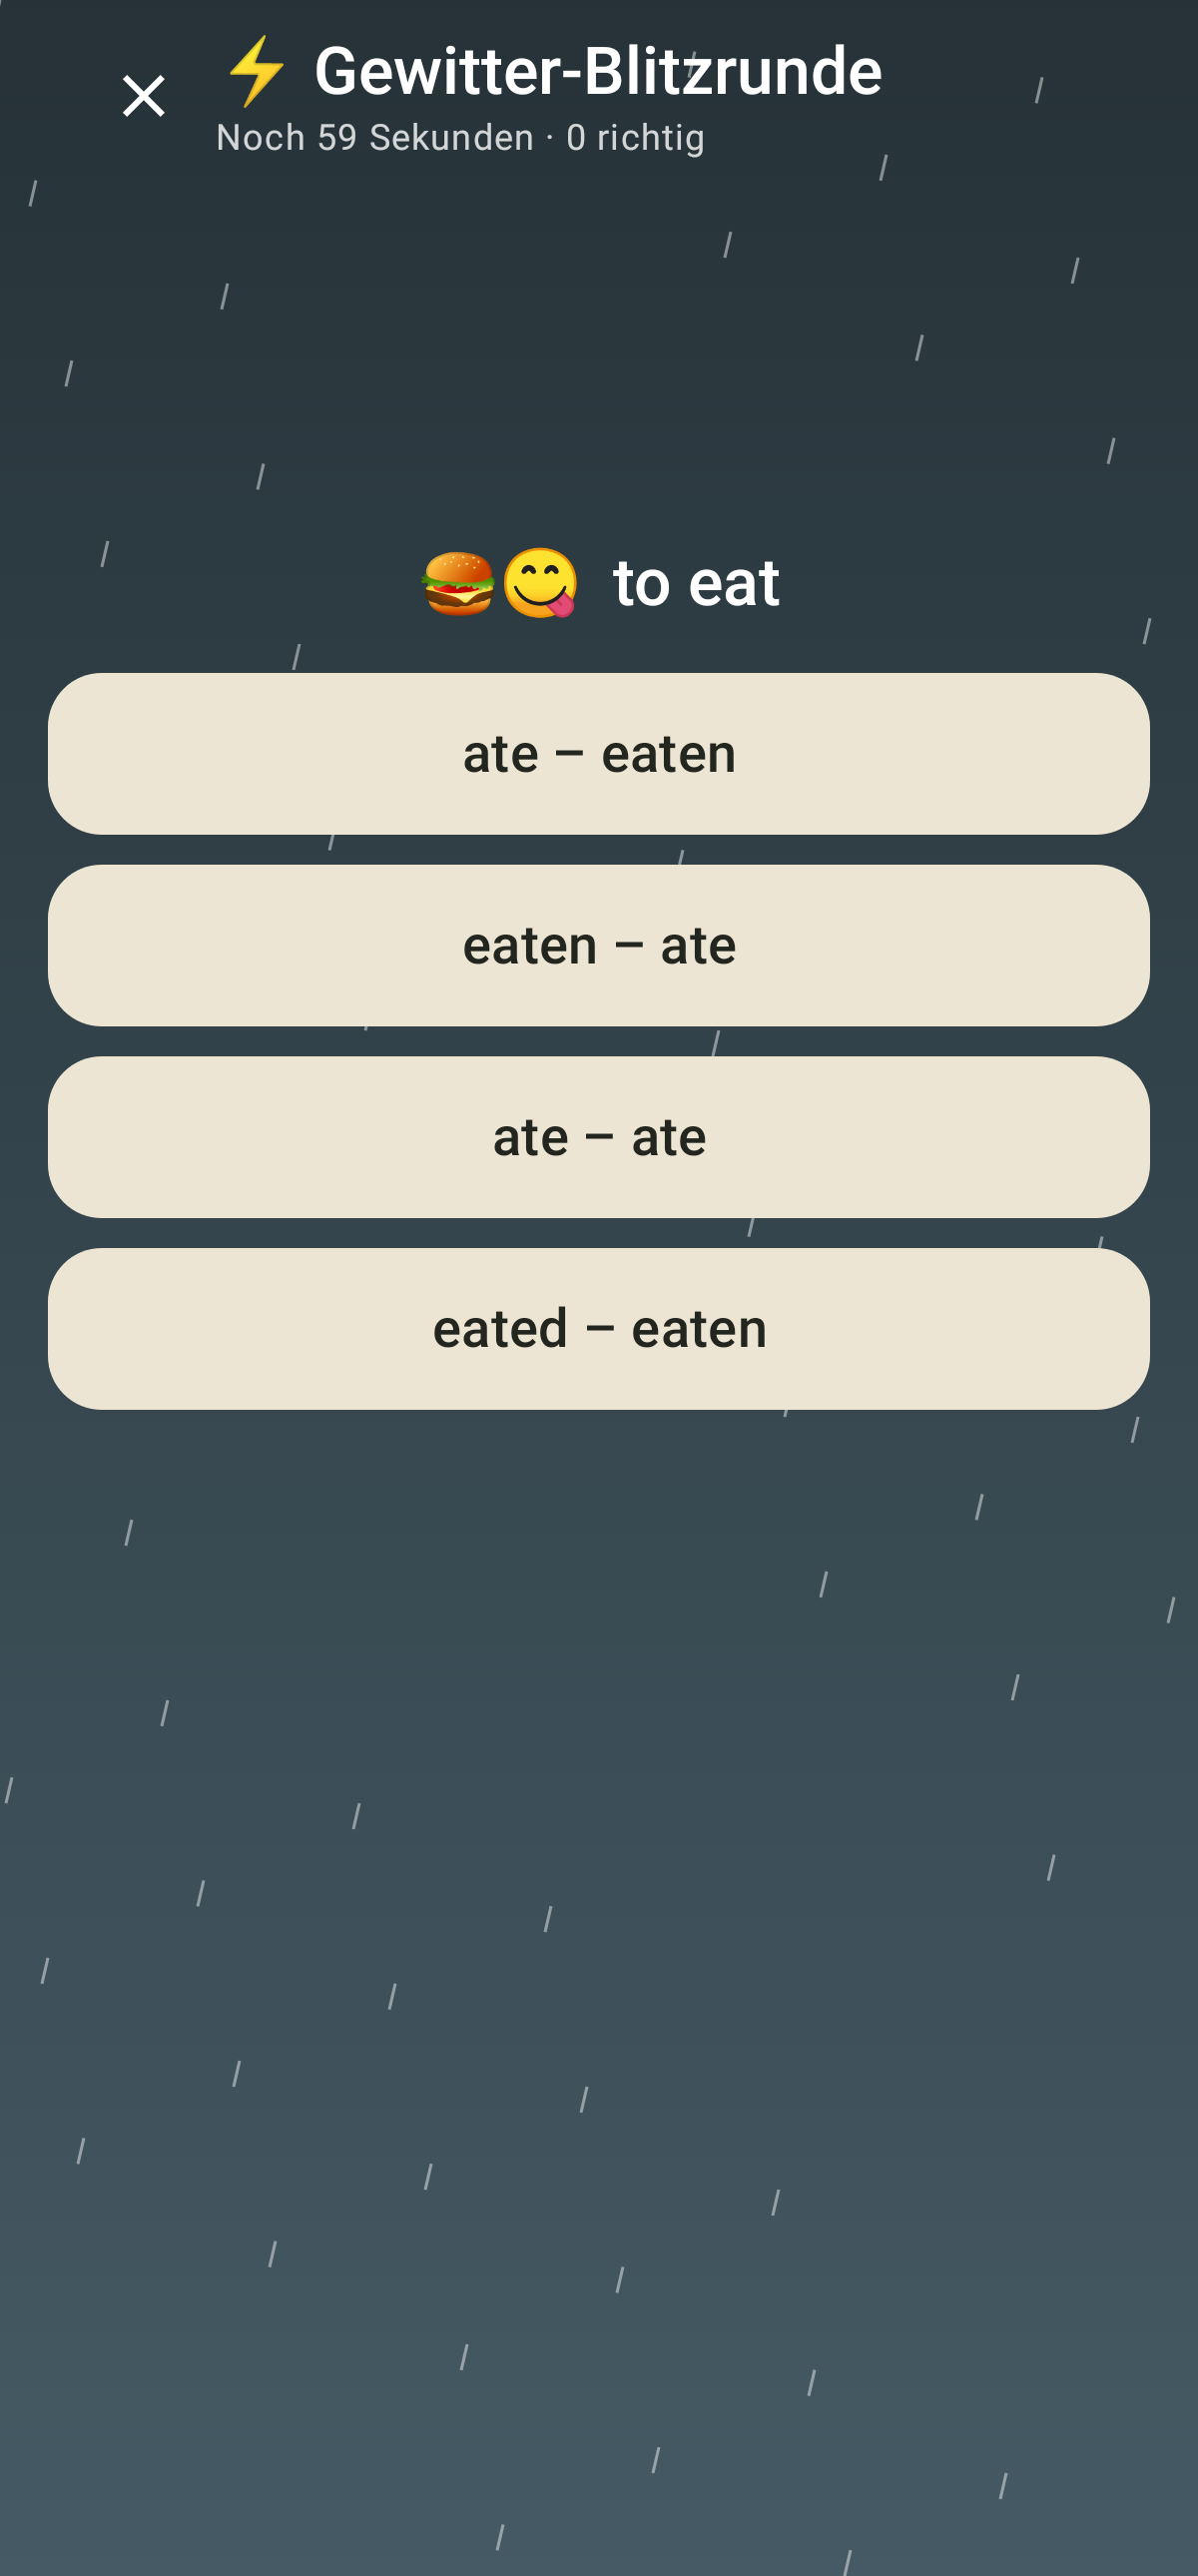 ⚡ Gewitter-Blitzrunde
Noch 59 Sekunden · 0 richtig
🍔😋 to eat
ate – eaten
eaten – ate
ate – ate
eated – eaten